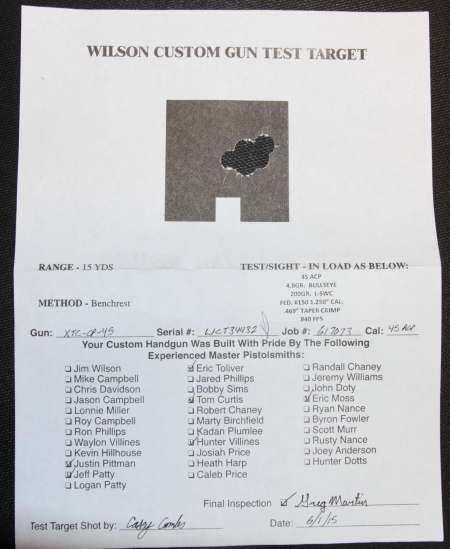 WILSON CUSTOM GUN TEST TARGET
RANGE - 15 YDS
TEST/SIGHT - IN LOAD AS BELOW:
45 ACP
4.8GR. BULLSEYE
200GR. L-SWC
FED. #150 1.250" CAL.
.469" TAPER CRIMP
840 FPS
METHOD - Benchrest
Gun: XTC-CP-45 Serial #: Job #: 617073 Cal: 45 ACP
Your Custom Handgun Was Built With Pride By The Following
Experienced Master Pistolsmiths:
Jim Wilson
Mike Campbell
Chris Davidson
Jason Campbell
Lonnie Miller
Roy Campbell
Ron Phillips
Waylon Villines
Kevin Hillhouse
Justin Pittman
Jeff Patty
Logan Patty
Eric Toliver
Jared Phillips
Bobby Sims
Tom Curtis
Robert Chaney
Marty Birchfield
Kadan Plumlee
Hunter Villines
Josiah Price
Heath Harp
Caleb Price
Randall Chaney
Jeremy Williams
John Doty
Eric Moss
Ryan Nance
Byron Fowler
Scott Murr
Rusty Nance
Joey Anderson
Hunter Dotts
Final Inspection Greg Martin
Test Target Shot by: Combs
Date: 6/1/15